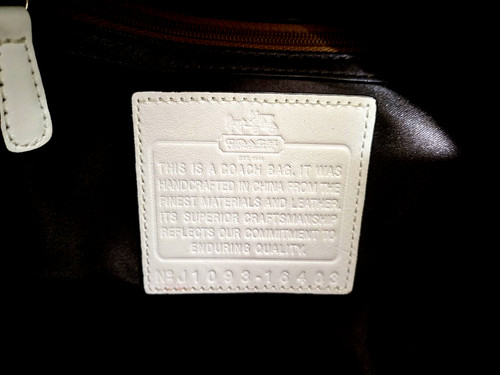 COACH
EST. 1941
THIS IS A COACH BAG. IT WAS
HANDCRAFTED IN CHINA FROM THE
FINEST MATERIALS AND LEATHER.
ITS SUPERIOR CRAFTSMANSHIP
REFLECTS OUR COMMITMENT TO
ENDURING QUALITY.
Nº J1093-16403